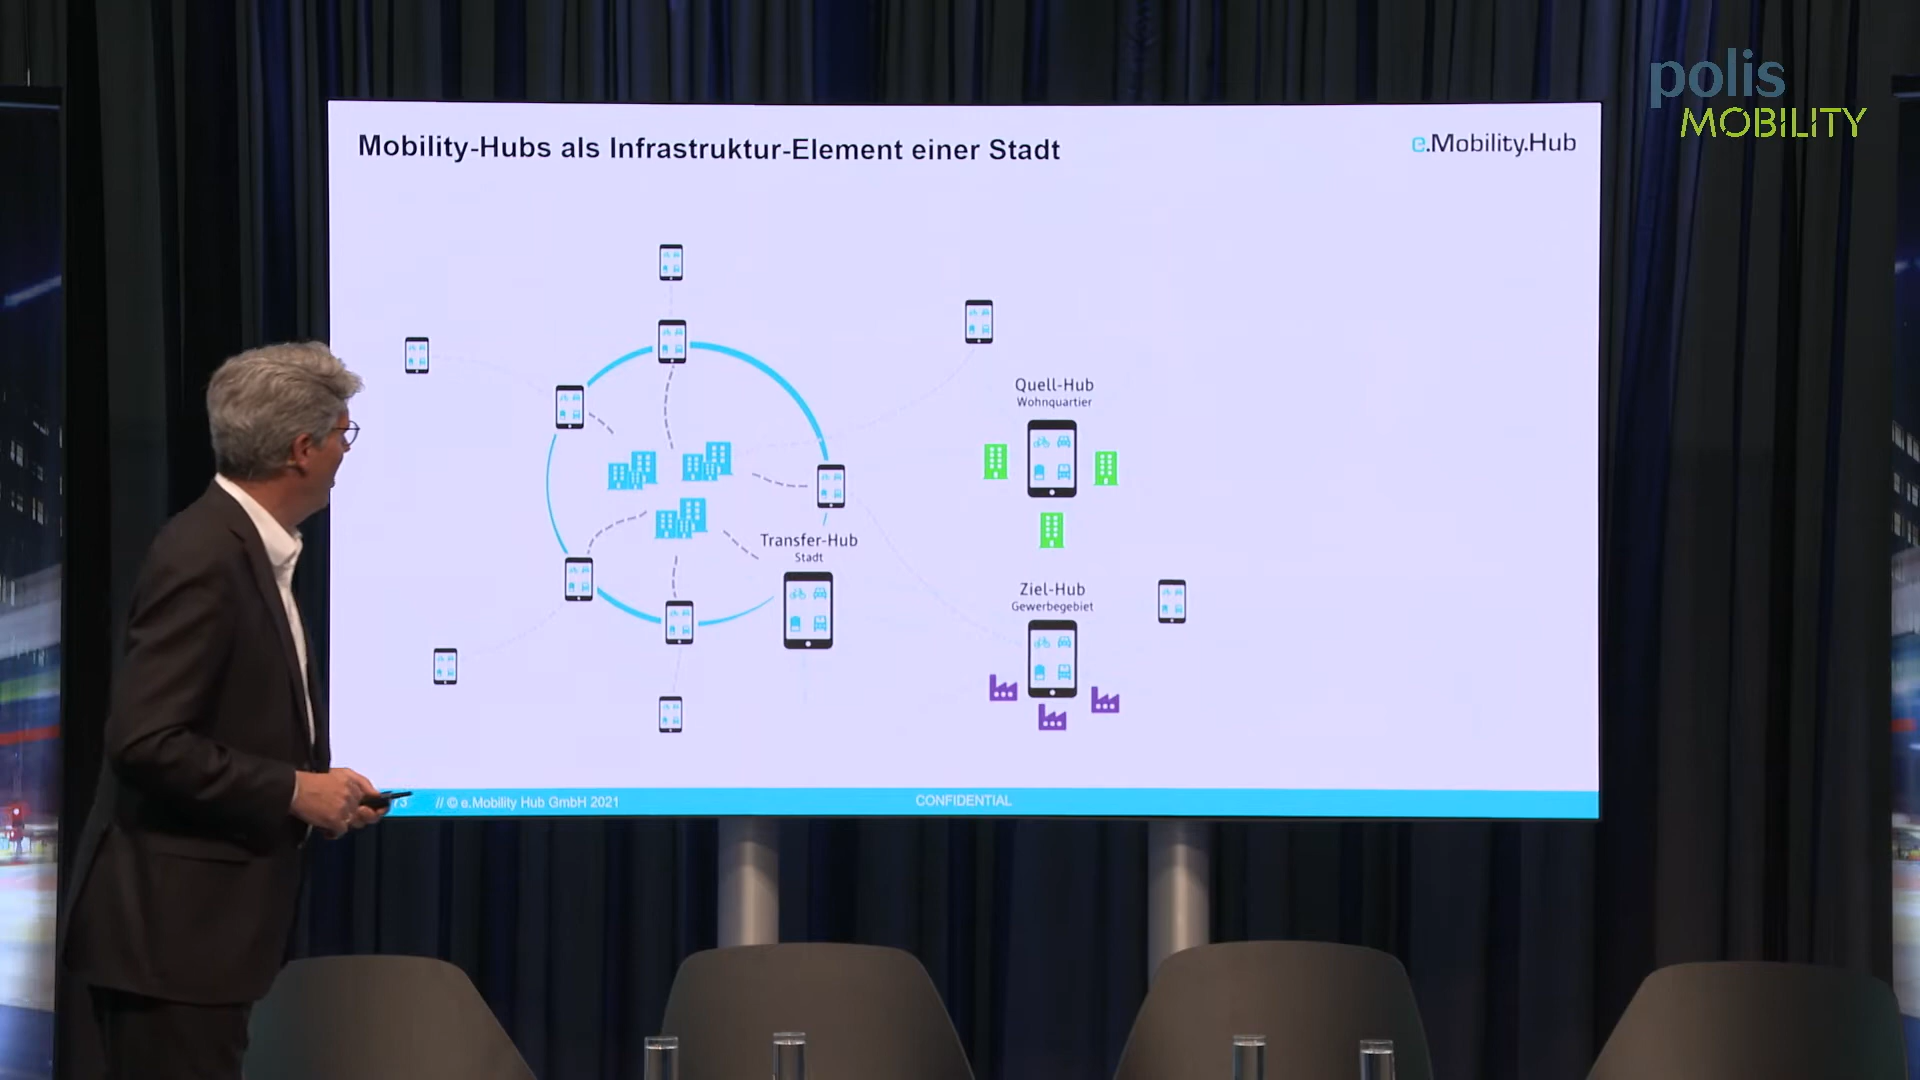 polis
MOBILITY
Mobility-Hubs als Infrastruktur-Element einer Stadt
e.Mobility.Hub
Quell-Hub
Wohnquartier
Transfer-Hub
Stadt
Ziel-Hub
Gewerbegebiet
// © e.Mobility Hub GmbH 2021
CONFIDENTIAL